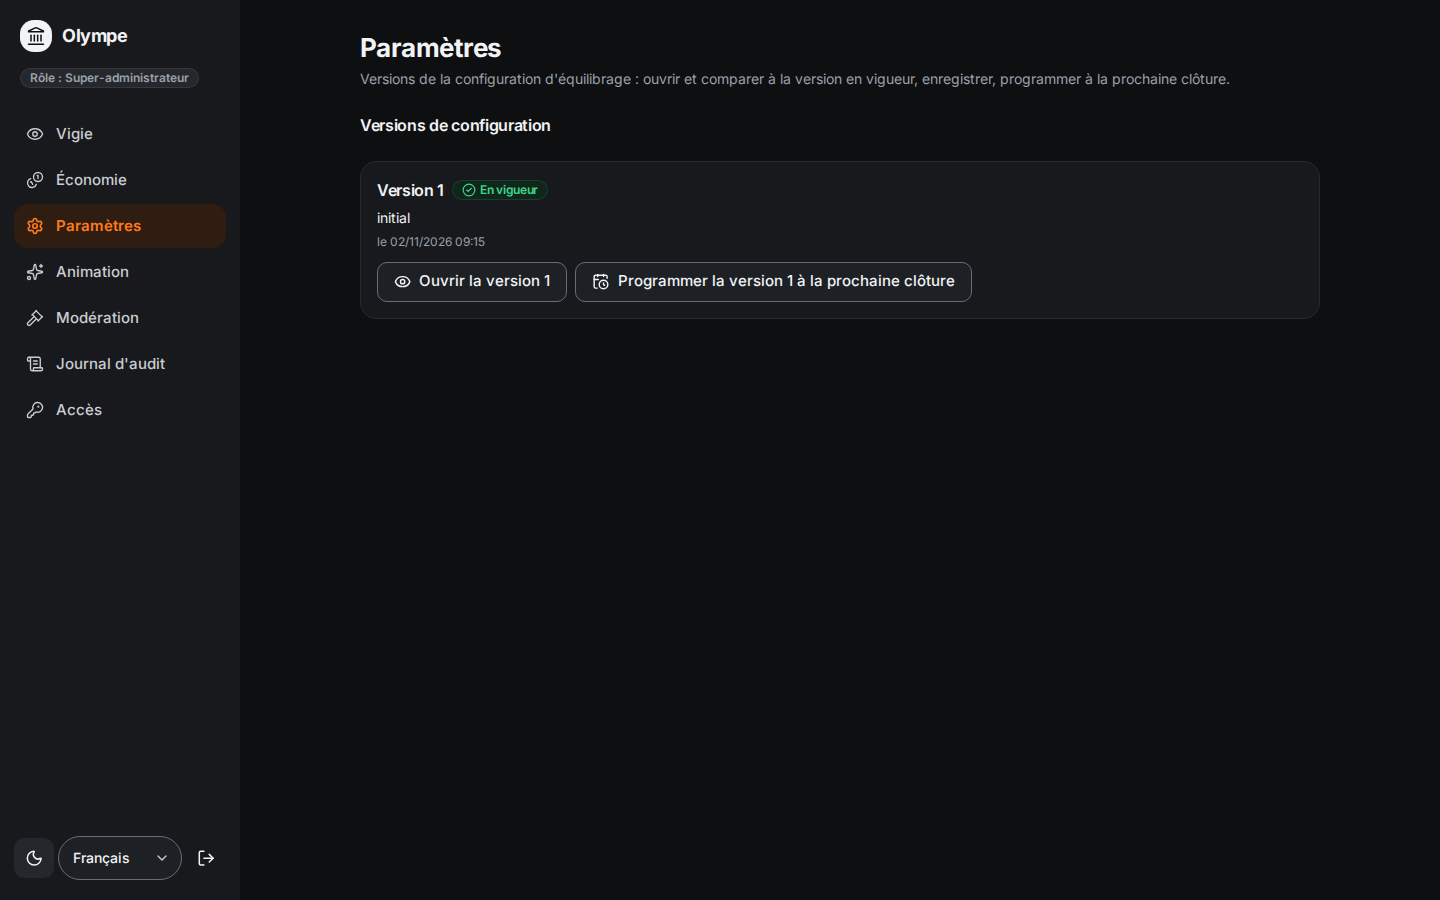 Olympe
Rôle : Super-administrateur
Vigie
Économie
Paramètres
Animation
Modération
Journal d'audit
Accès
Français
Paramètres
Versions de la configuration d'équilibrage : ouvrir et comparer à la version en vigueur, enregistrer, programmer à la prochaine clôture.
Versions de configuration
Version 1 En vigueur
initial
le 02/11/2026 09:15
Ouvrir la version 1 Programmer la version 1 à la prochaine clôture